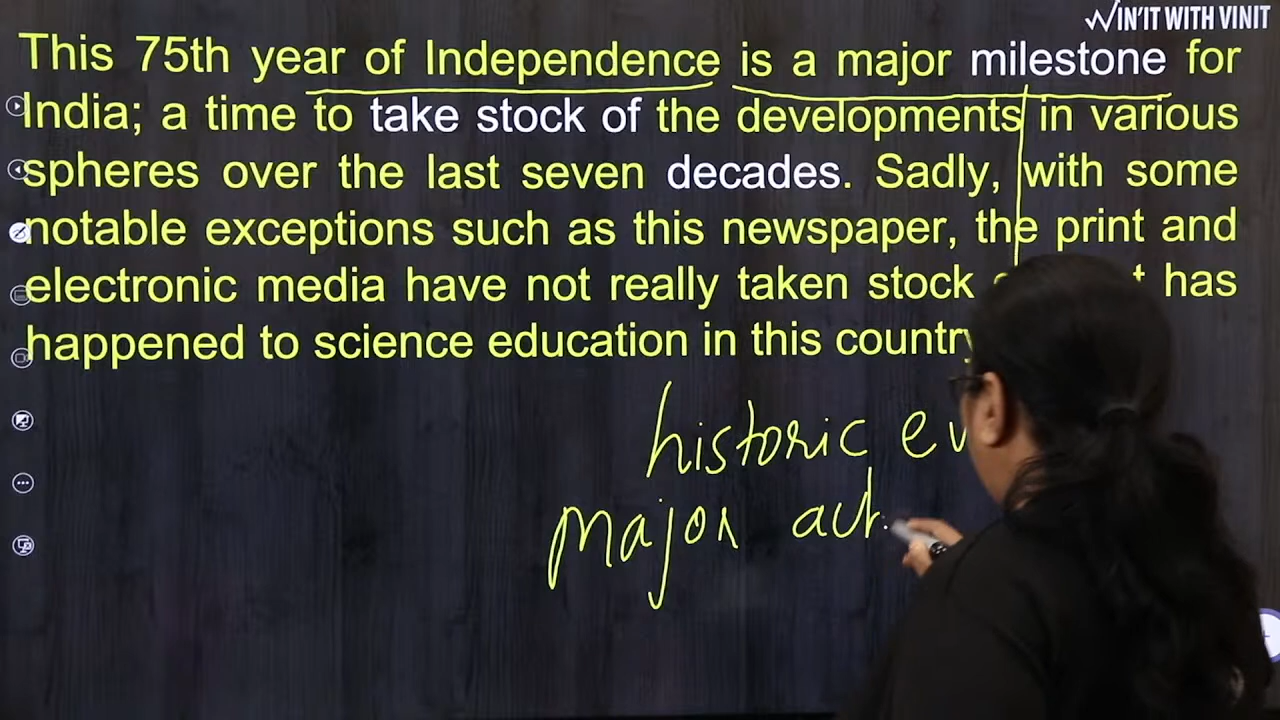 WIN'IT WITH VINIT
This 75th year of Independence is a major milestone for
India; a time to take stock of the developments in various
spheres over the last seven decades. Sadly, with some
notable exceptions such as this newspaper, the print and
electronic media have not really taken stock has
happened to science education in this country
historic ev
major